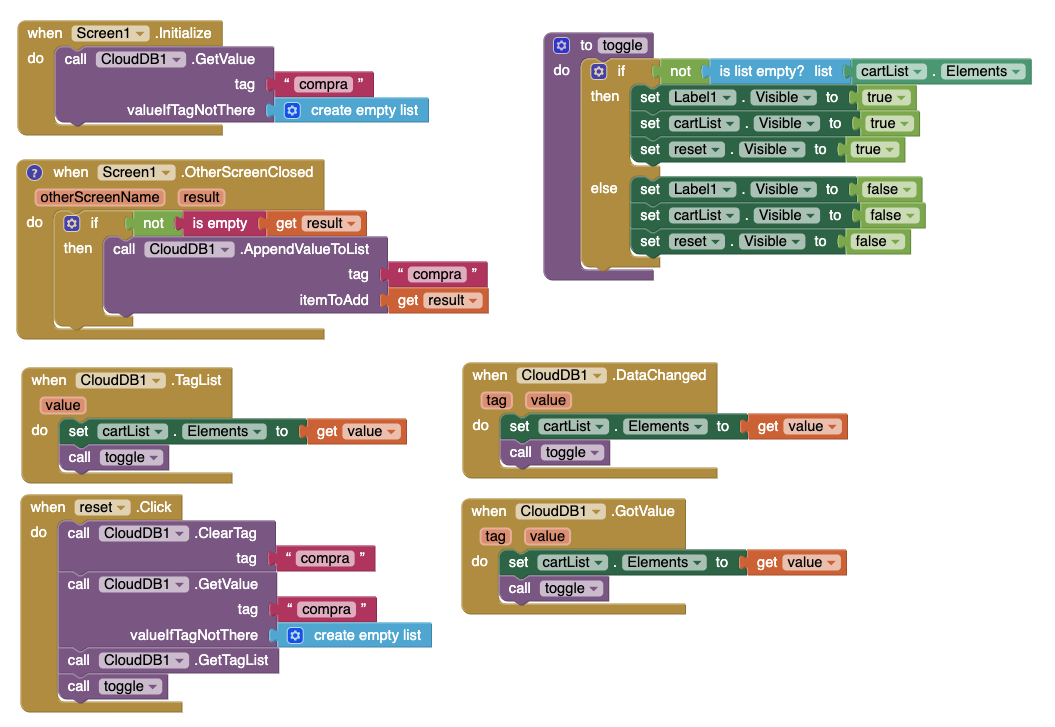 when Screen1 .Initialize
do call CloudDB1 .GetValue
tag " compra "
valueIfTagNotThere create empty list
? when Screen1 .OtherScreenClosed
otherScreenName result
do if not is empty get result
then call CloudDB1 .AppendValueToList
tag " compra "
itemToAdd get result
when CloudDB1 .TagList
value
do set cartList . Elements to get value
call toggle
when reset .Click
do call CloudDB1 .ClearTag
tag " compra "
call CloudDB1 .GetValue
tag " compra "
valueIfTagNotThere create empty list
call CloudDB1 .GetTagList
call toggle
to toggle
do if not is list empty? list cartList . Elements
then set Label1 . Visible to true
set cartList . Visible to true
set reset . Visible to true
else set Label1 . Visible to false
set cartList . Visible to false
set reset . Visible to false
when CloudDB1 .DataChanged
tag value
do set cartList . Elements to get value
call toggle
when CloudDB1 .GotValue
tag value
do set cartList . Elements to get value
call toggle